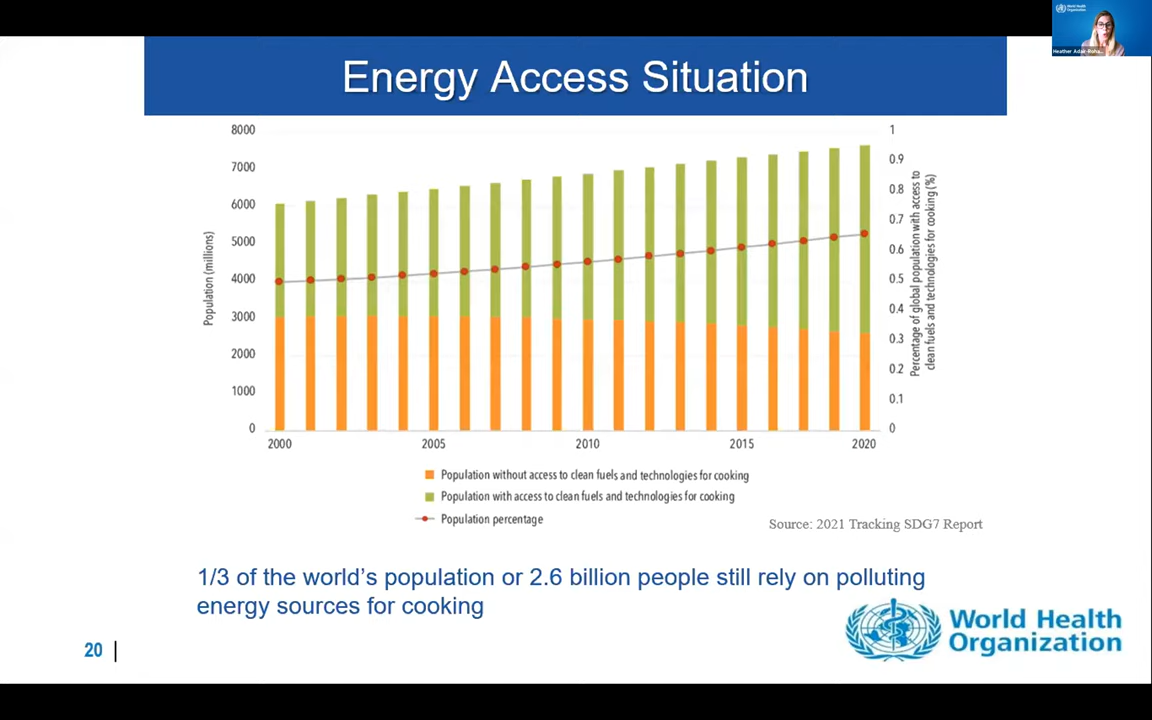 World Health
Organization
Energy Access Situation
8000
7000
6000
5000
4000
3000
2000
1000
0
Population (millions)
1
0.9
0.8
0.7
0.6
0.5
0.4
0.3
0.2
0.1
0
Percentage of global population with access to
clean fuels and technologies for cooking (%)
2000
2005
2010
2015
2020
Population without access to clean fuels and technologies for cooking
Population with access to clean fuels and technologies for cooking
Population percentage
Source: 2021 Tracking SDG7 Report
1/3 of the world's population or 2.6 billion people still rely on polluting
energy sources for cooking
World Health
Organization
20
Heather